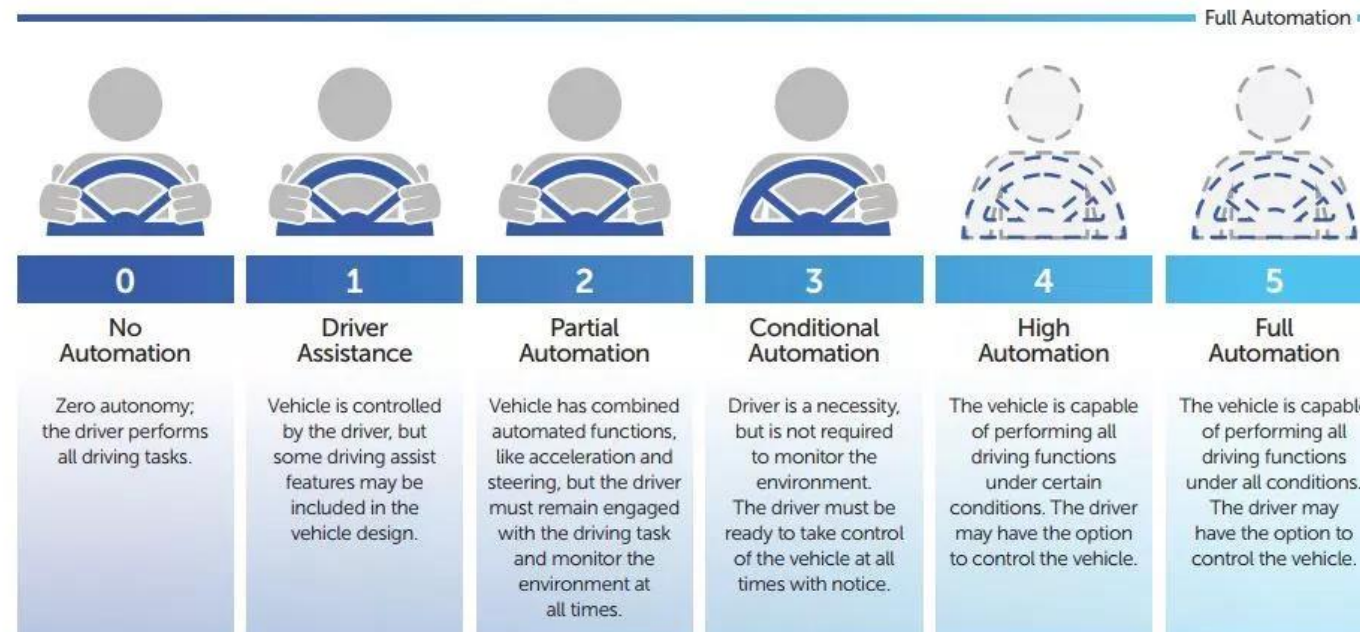 Full Automation
0
No
Automation
Zero autonomy;
the driver performs
all driving tasks.
1
Driver
Assistance
Vehicle is controlled
by the driver, but
some driving assist
features may be
included in the
vehicle design.
2
Partial
Automation
Vehicle has combined
automated functions,
like acceleration and
steering, but the driver
must remain engaged
with the driving task
and monitor the
environment at
all times.
3
Conditional
Automation
Driver is a necessity,
but is not required
to monitor the
environment.
The driver must be
ready to take control
of the vehicle at all
times with notice.
4
High
Automation
The vehicle is capable
of performing all
driving functions
under certain
conditions. The driver
may have the option
to control the vehicle.
5
Full
Automation
The vehicle is capable
of performing all
driving functions
under all conditions.
The driver may
have the option to
control the vehicle.